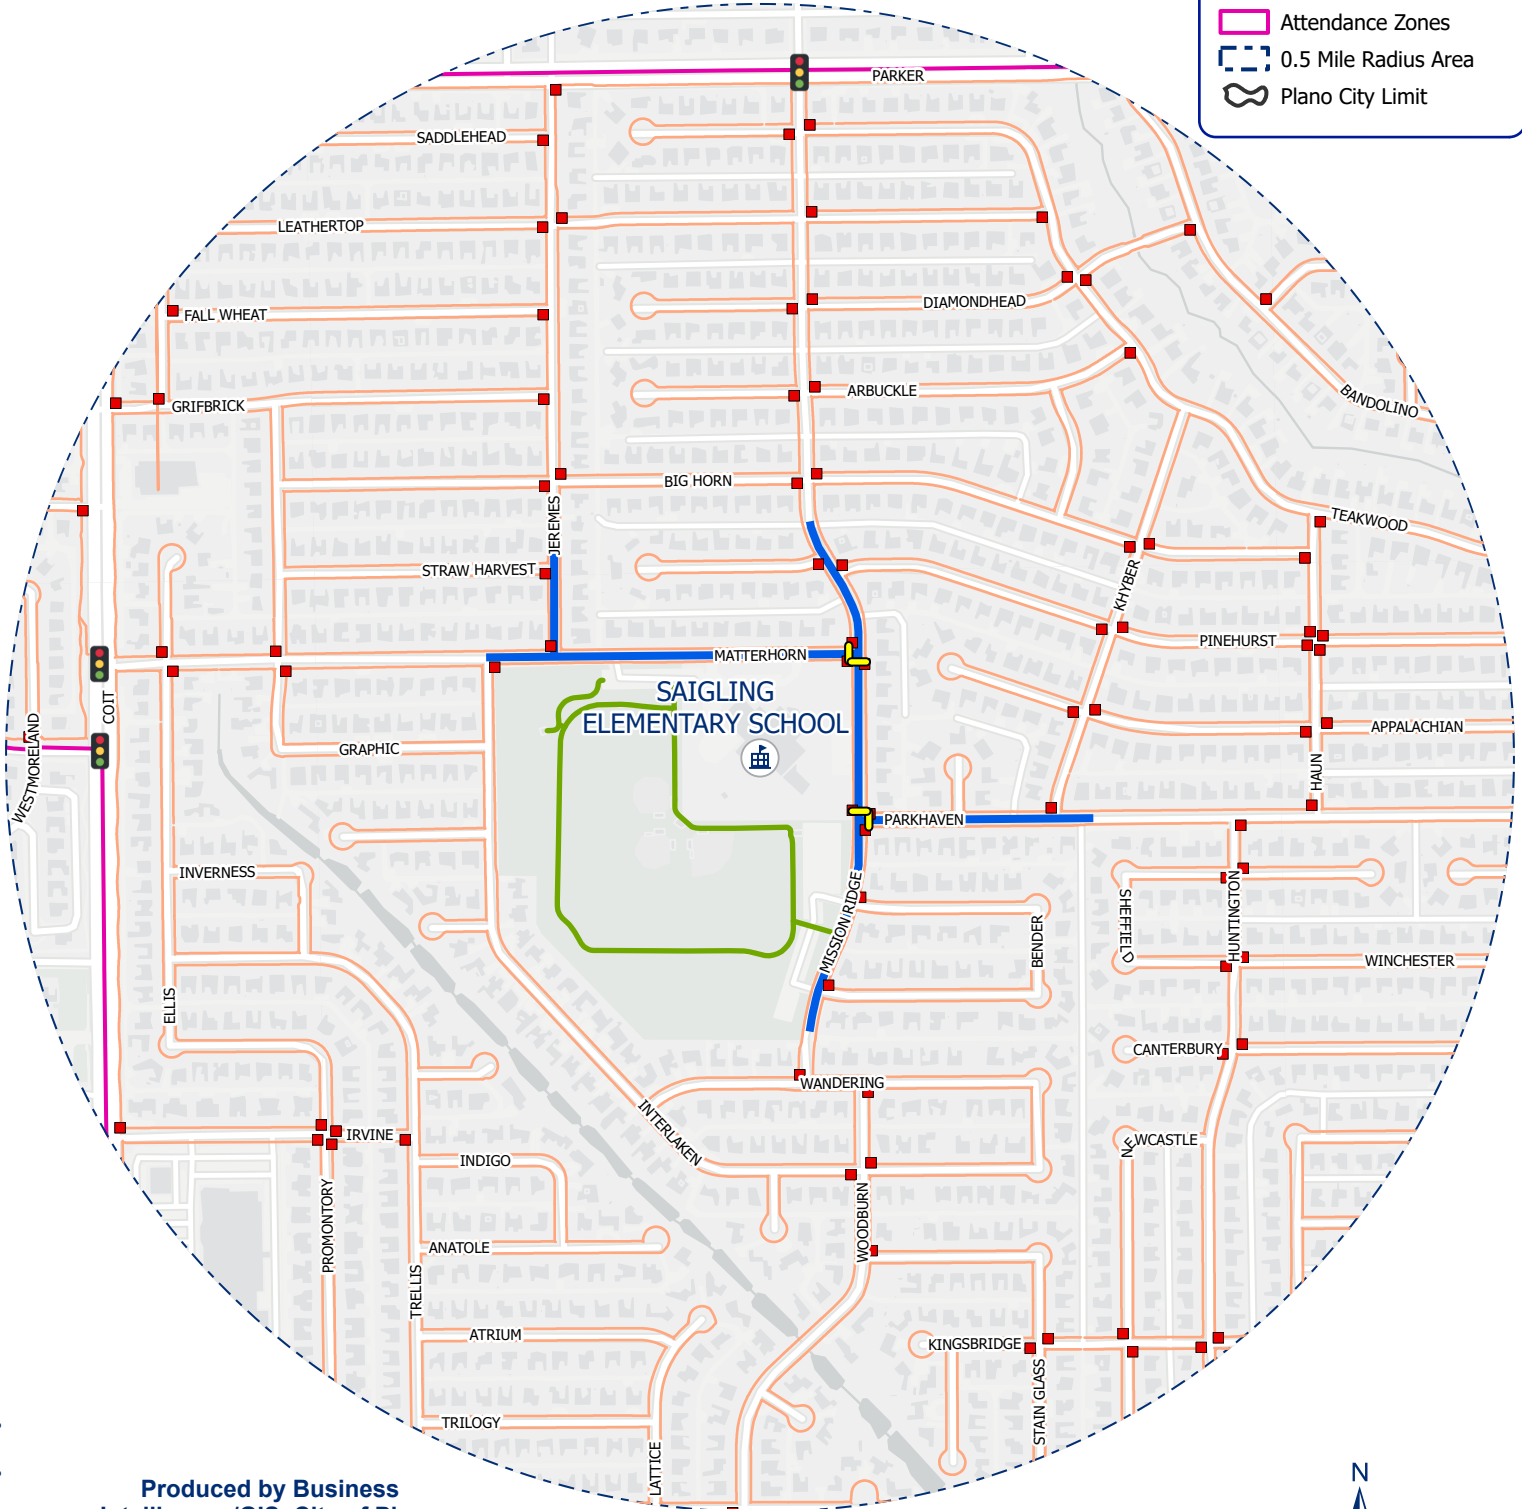 Attendance Zones
0.5 Mile Radius Area
Plano City Limit
PARKER
SADDLEHEAD
LEATHERTOP
DIAMONDHEAD
FALL WHEAT
ARBUCKLE
BANDOLINO
GRIFBRICK
BIG HORN
JEREMES
TEAKWOOD
STRAW HARVEST
KHYBER
PINEHURST
MATTERHORN
SAIGLING
ELEMENTARY SCHOOL
COIT
WESTMORELAND
GRAPHIC
APPALACHIAN
HAUN
PARKHAVEN
INVERNESS
MISSION RIDGE
BENDER
SHEFFIELD
HUNTINGTON
WINCHESTER
ELLIS
CANTERBURY
WANDERING
INTERLAKEN
IRVINE
NEWCASTLE
INDIGO
PROMONTORY
WOODBURN
ANATOLE
TRELLIS
ATRIUM
KINGSBRIDGE
STAIN GLASS
TRILOGY
LATTICE
N
Produced by Business